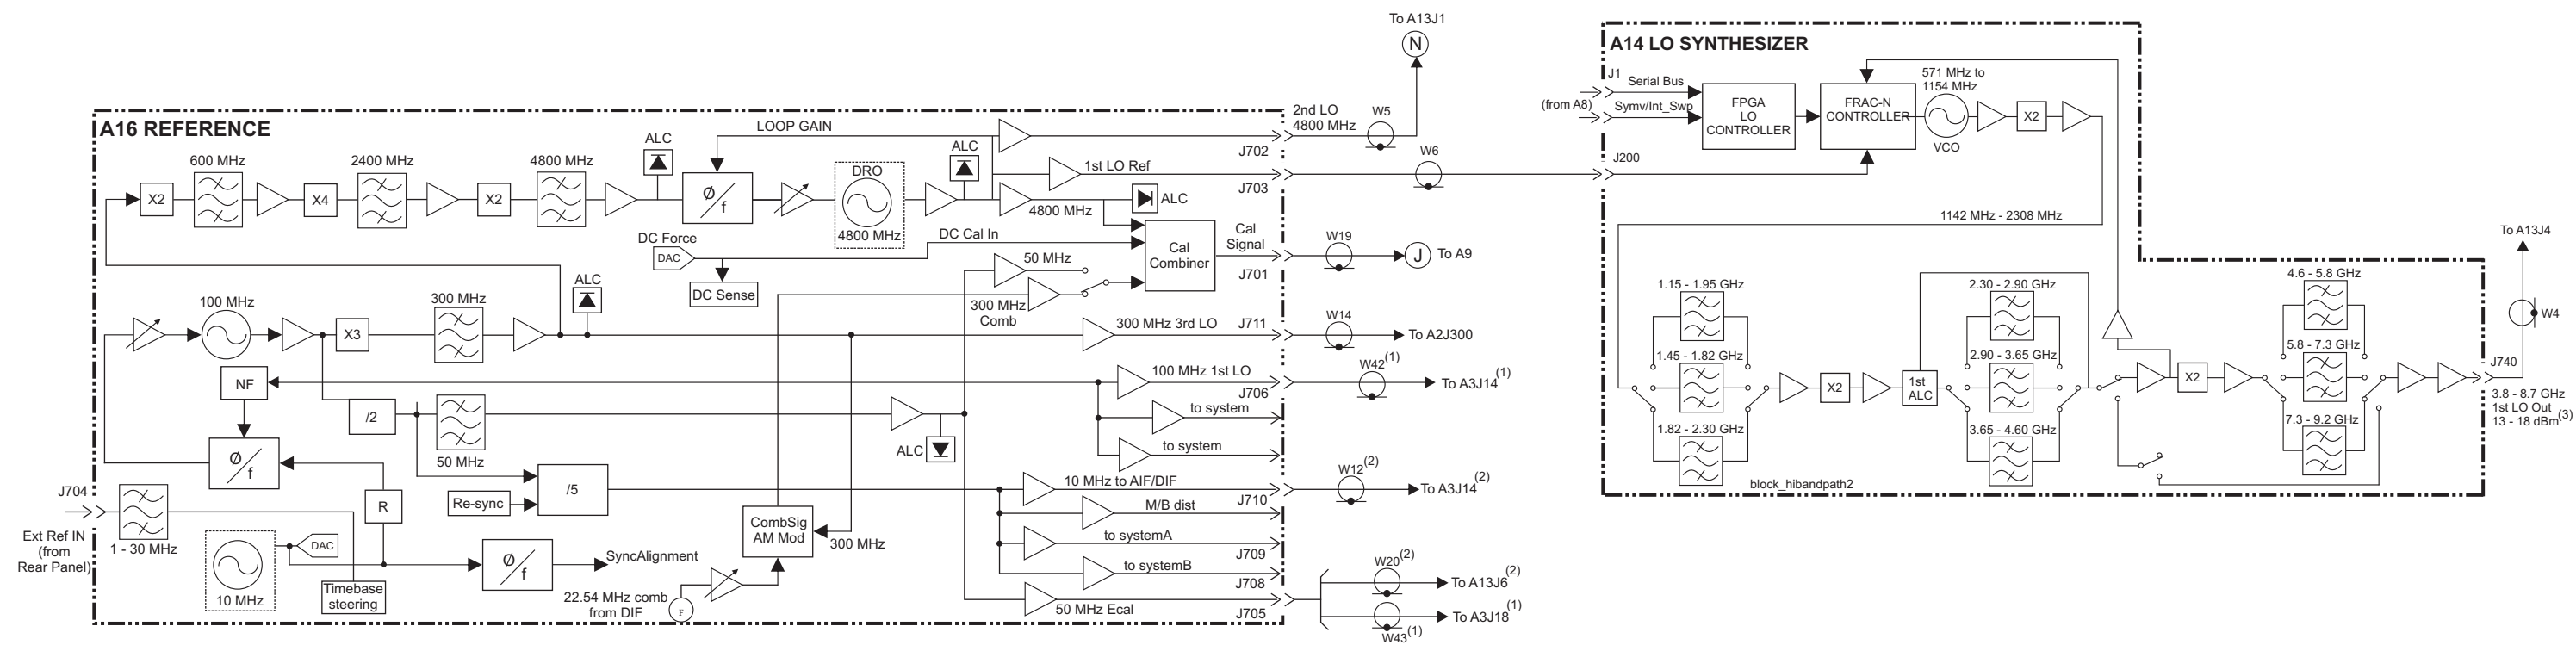 A16 REFERENCE
600 MHz
2400 MHz
4800 MHz
ALC
LOOP GAIN
ALC
X2
X4
X2
Ø/f
DRO
4800 MHz
1st LO Ref
4800 MHz
ALC
2nd LO
4800 MHz
J702
J703
W5
To A13J1
N
W6
DC Force
DAC
DC Sense
DC Cal In
Cal
Combiner
Cal
Signal
J701
W19
J
To A9
50 MHz
300 MHz
Comb
100 MHz
X3
300 MHz
ALC
300 MHz 3rd LO
J711
W14
To A2J300
NF
100 MHz 1st LO
J706
W42(1)
To A3J14(1)
/2
50 MHz
ALC
to system
to system
Ø/f
R
Re-sync
/5
10 MHz to AIF/DIF
J710
W12(2)
To A3J14(2)
M/B dist
to systemA
J709
to systemB
J708
50 MHz Ecal
J705
W20(2)
To A13J6(2)
W43(1)
To A3J18(1)
J704
Ext Ref IN
(from
Rear Panel)
1 - 30 MHz
10 MHz
DAC
Timebase
steering
Ø/f
SyncAlignment
CombSig
AM Mod
300 MHz
22.54 MHz comb
from DIF
F
A14 LO SYNTHESIZER
J1
Serial Bus
(from A8)
Symv/Int_Swp
FPGA
LO
CONTROLLER
FRAC-N
CONTROLLER
571 MHz to
1154 MHz
VCO
X2
J200
1142 MHz - 2308 MHz
1.15 - 1.95 GHz
1.45 - 1.82 GHz
1.82 - 2.30 GHz
X2
1st
ALC
2.30 - 2.90 GHz
2.90 - 3.65 GHz
3.65 - 4.60 GHz
X2
4.6 - 5.8 GHz
5.8 - 7.3 GHz
7.3 - 9.2 GHz
block_hibandpath2
To A13J4
W4
J740
3.8 - 8.7 GHz
1st LO Out
13 - 18 dBm(3)